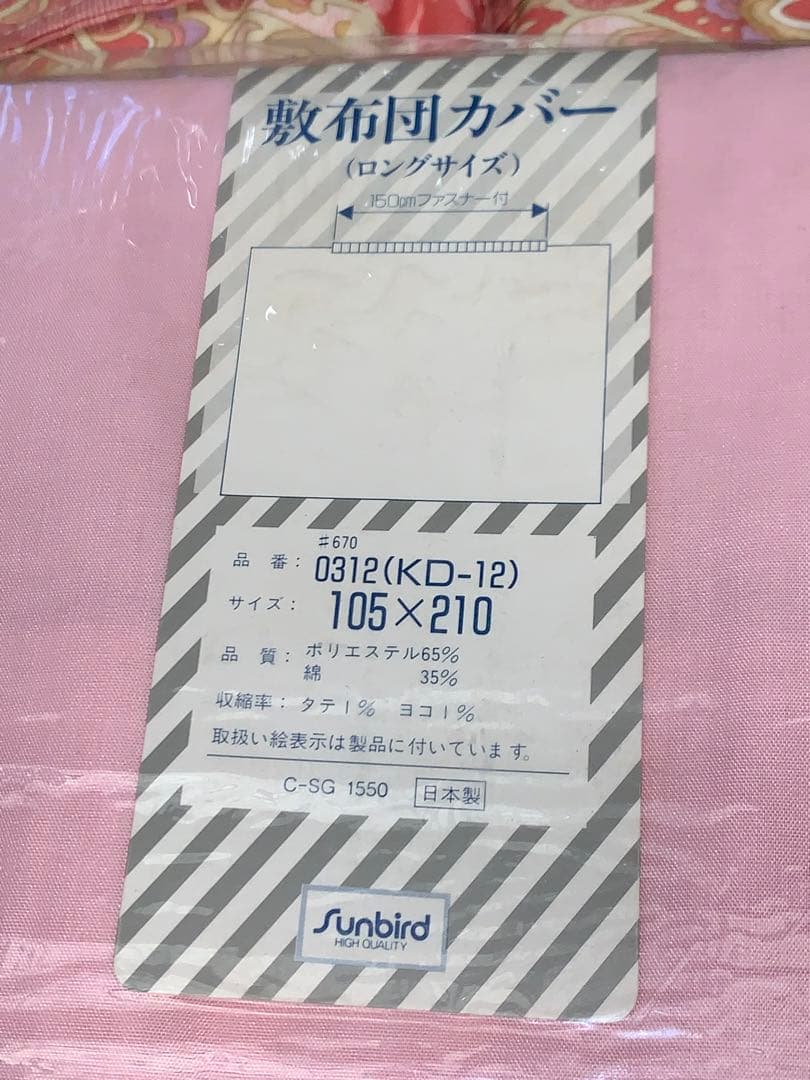 敷布団カバー
(ロングサイズ)
150cmファスナー付
#670
品 番: 0312(KD-12)
サイズ: 105×210
品 質: ポリエステル65%
綿 35%
収縮率: タテ1% ヨコ1%
取扱い絵表示は製品に付いています。
C-SG 1550 日本製
Sunbird
HIGH QUALITY